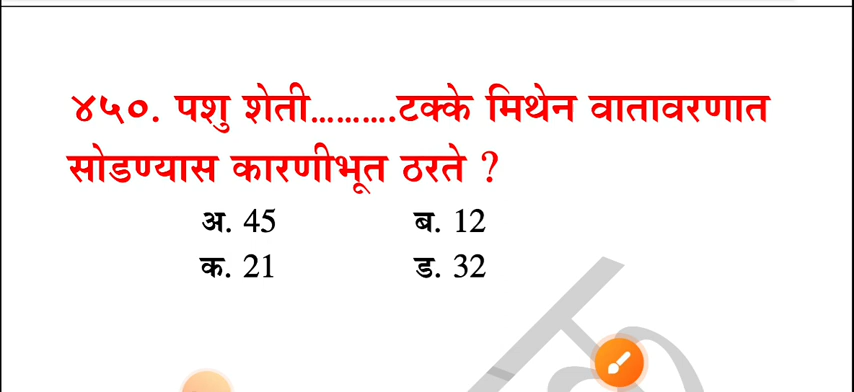 ४५०. पशु शेती..........टक्के मिथेन वातावरणात
सोडण्यास कारणीभूत ठरते ?
अ. 45 ब. 12
क. 21 ड. 32